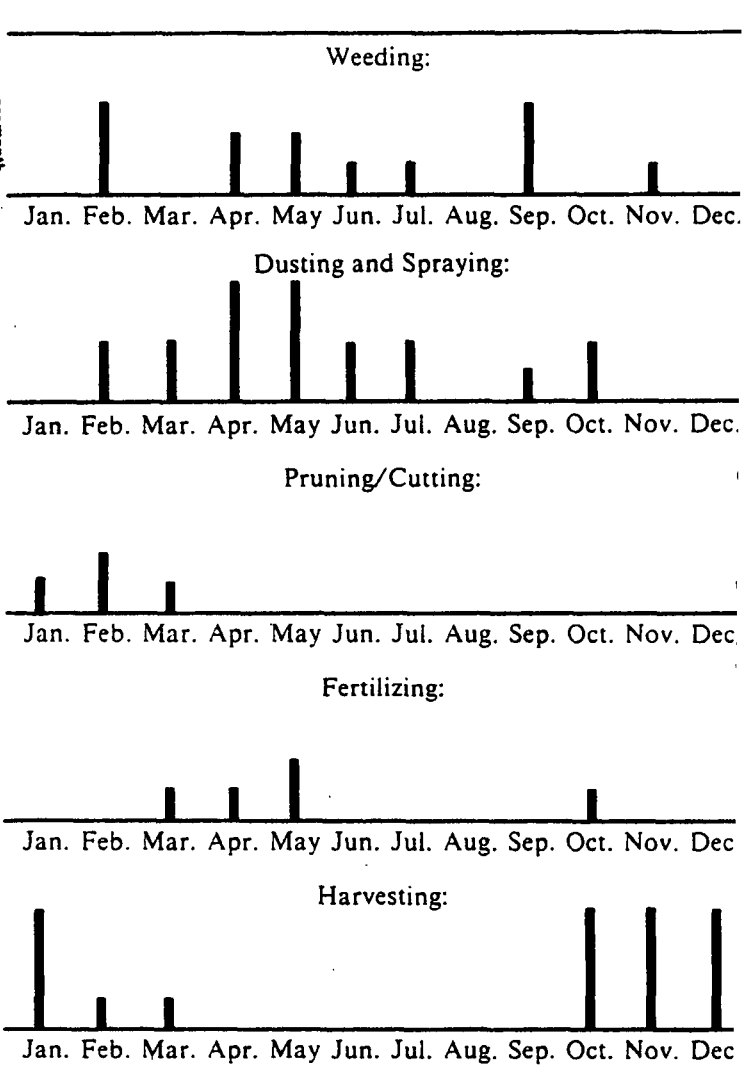 Weeding:
Jan. Feb. Mar. Apr. May Jun. Jul. Aug. Sep. Oct. Nov. Dec.
Dusting and Spraying:
Jan. Feb. Mar. Apr. May Jun. Jul. Aug. Sep. Oct. Nov. Dec.
Pruning/Cutting:
Jan. Feb. Mar. Apr. May Jun. Jul. Aug. Sep. Oct. Nov. Dec
Fertilizing:
Jan. Feb. Mar. Apr. May Jun. Jul. Aug. Sep. Oct. Nov. Dec
Harvesting:
Jan. Feb. Mar. Apr. May Jun. Jul. Aug. Sep. Oct. Nov. Dec